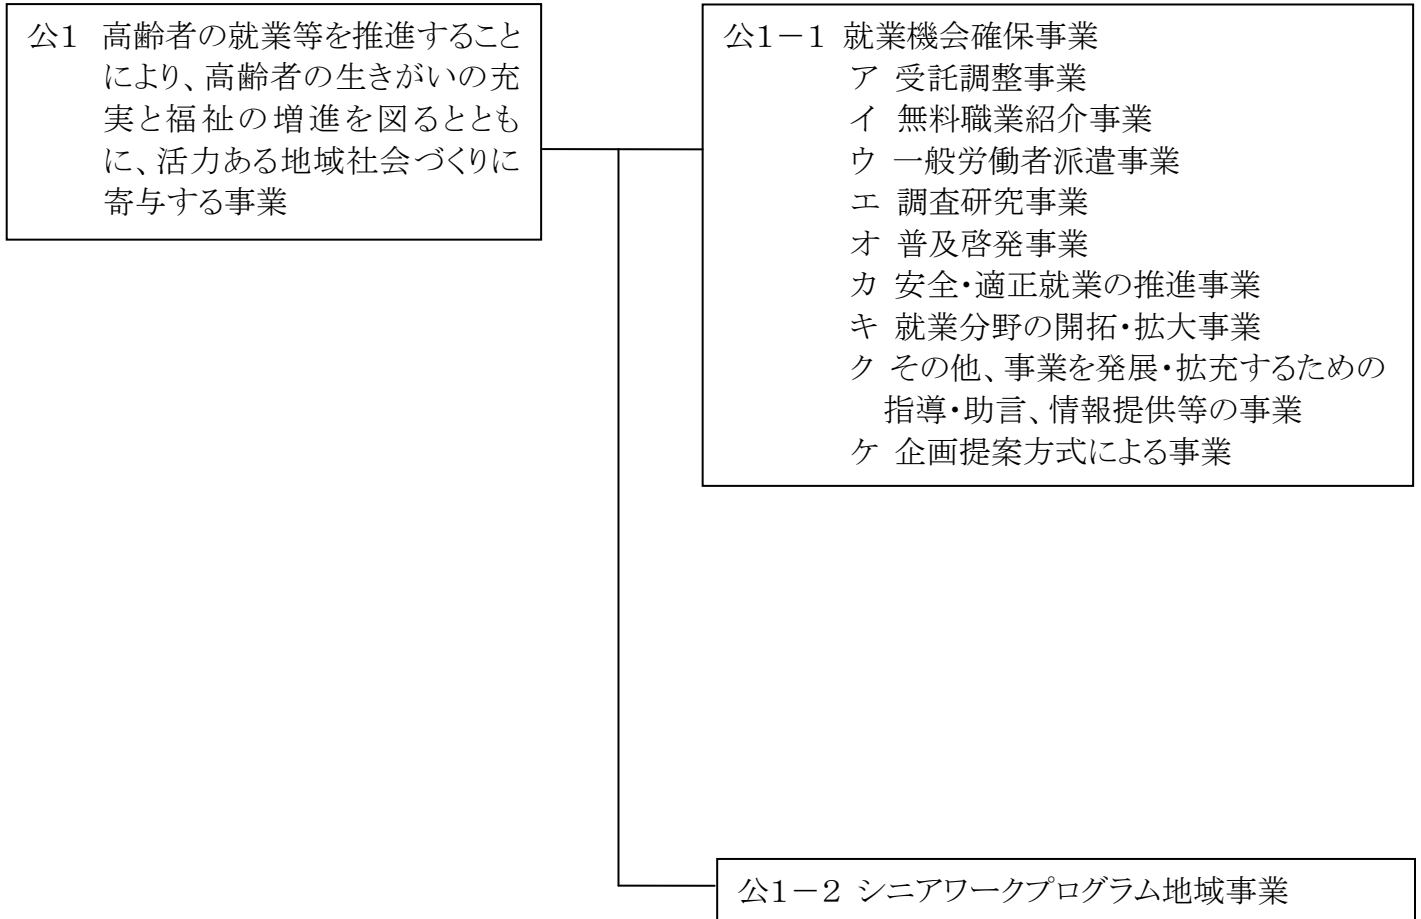 公1 高齢者の就業等を推進すること
により、高齢者の生きがいの充
実と福祉の増進を図るととも
に、活力ある地域社会づくりに
寄与する事業
公1-1 就業機会確保事業
ア 受託調整事業
イ 無料職業紹介事業
ウ 一般労働者派遣事業
エ 調査研究事業
オ 普及啓発事業
カ 安全・適正就業の推進事業
キ 就業分野の開拓・拡大事業
ク その他、事業を発展・拡充するための
指導・助言、情報提供等の事業
ケ 企画提案方式による事業
公1-2 シニアワークプログラム地域事業